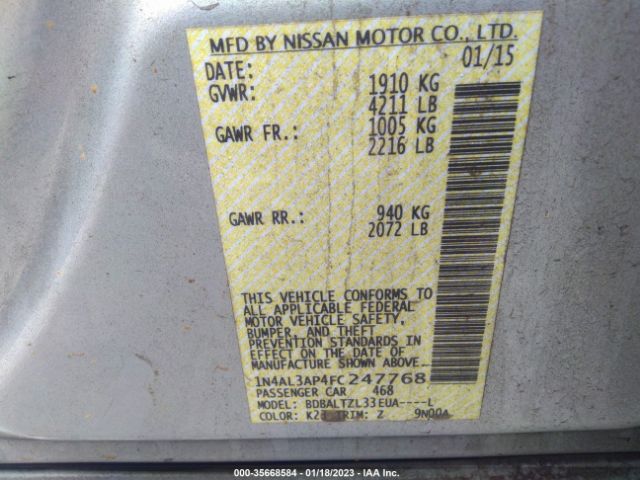 MFD BY NISSAN MOTOR CO., LTD.
DATE: 01/15
GVWR: 1910 KG
4211 LB
GAWR FR.: 1005 KG
2216 LB
GAWR RR.: 940 KG
2072 LB
THIS VEHICLE CONFORMS TO
ALL APPLICABLE FEDERAL
MOTOR VEHICLE SAFETY,
BUMPER, AND THEFT
PREVENTION STANDARDS IN
EFFECT ON THE DATE OF
MANUFACTURE SHOWN ABOVE.
1N4AL3AP4FC247768
PASSENGER CAR 468
MODEL: BDBALTZL33EUA----L
COLOR: K23 TRIM: Z 9N00A
000-35668584 / 01/18/2023 - IAA Inc.